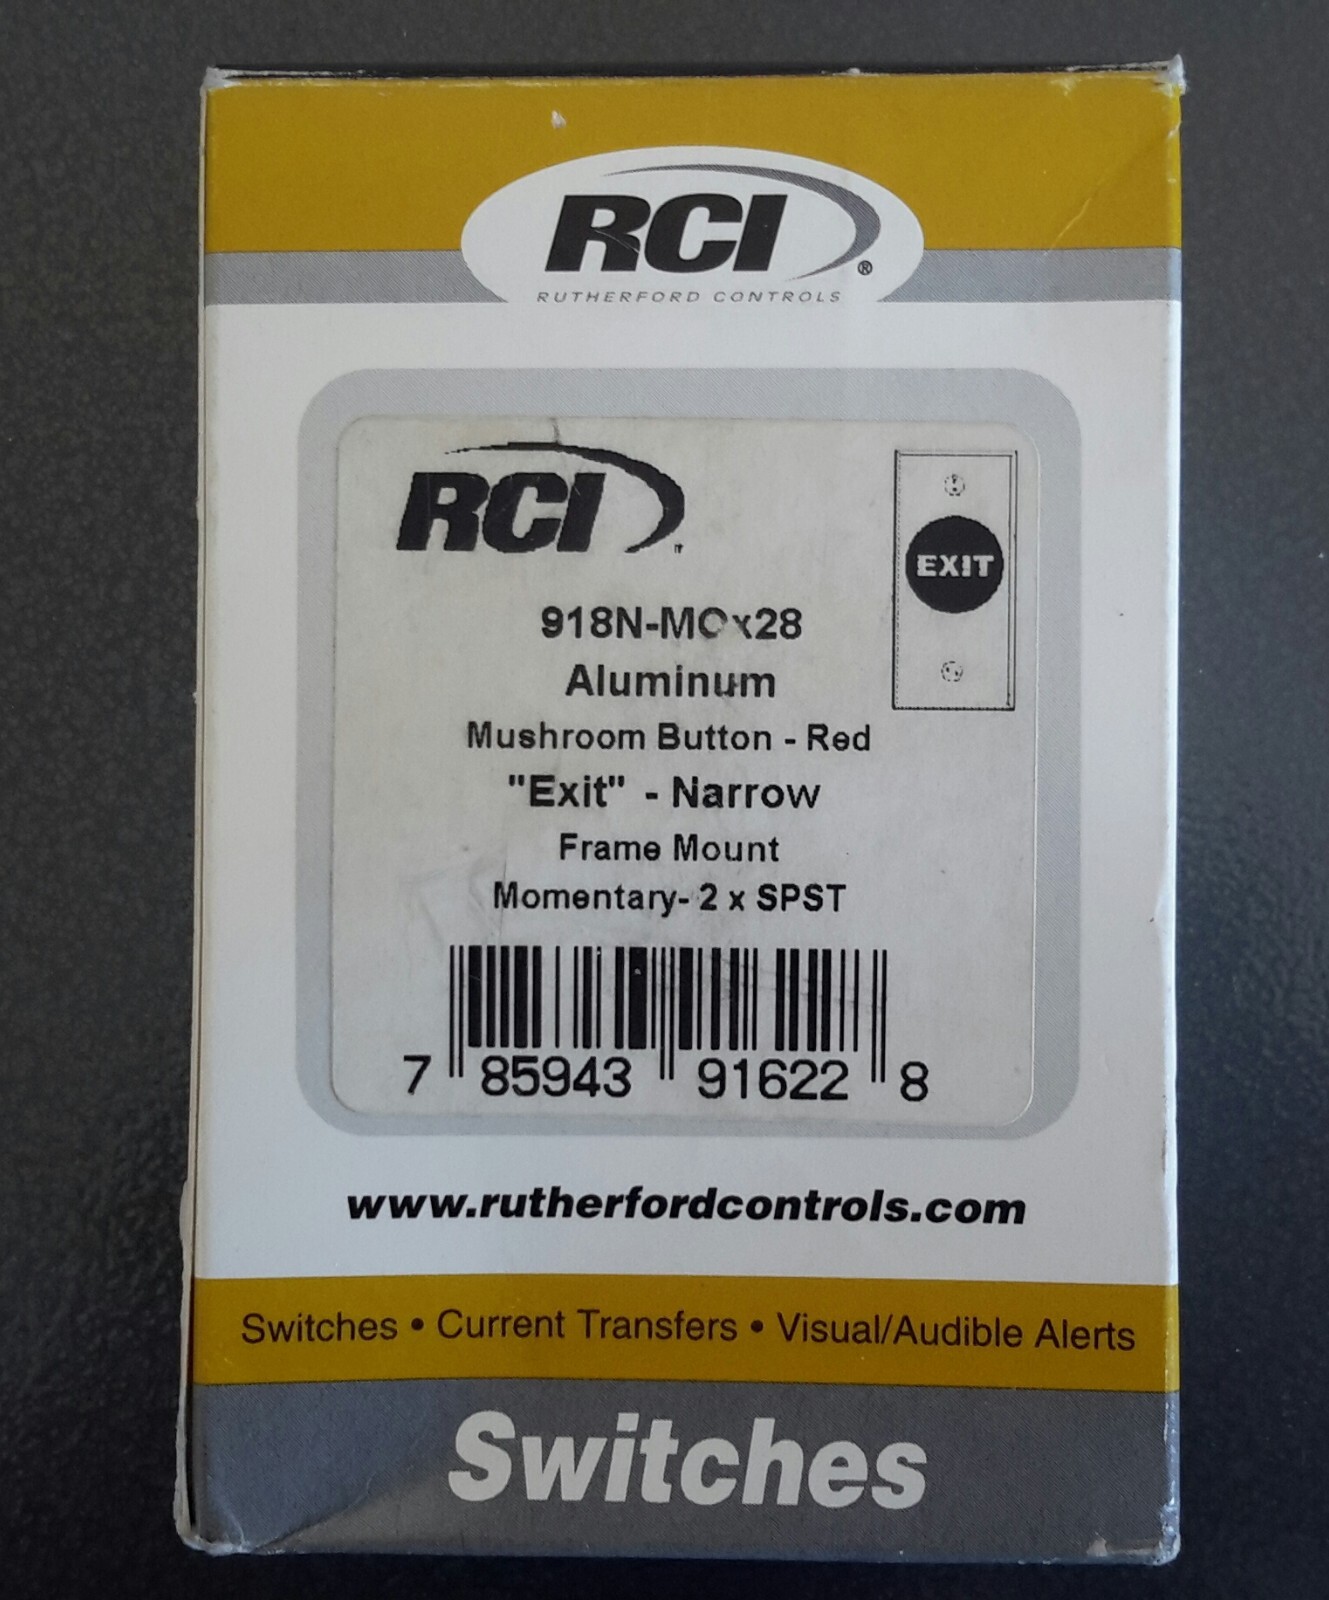 RCI®
RUTHERFORD CONTROLS
RCI
EXIT
918N-MOx28
Aluminum
Mushroom Button - Red
"Exit" - Narrow
Frame Mount
Momentary- 2 x SPST
7 85943 91622 8
www.rutherfordcontrols.com
Switches • Current Transfers • Visual/Audible Alerts
Switches